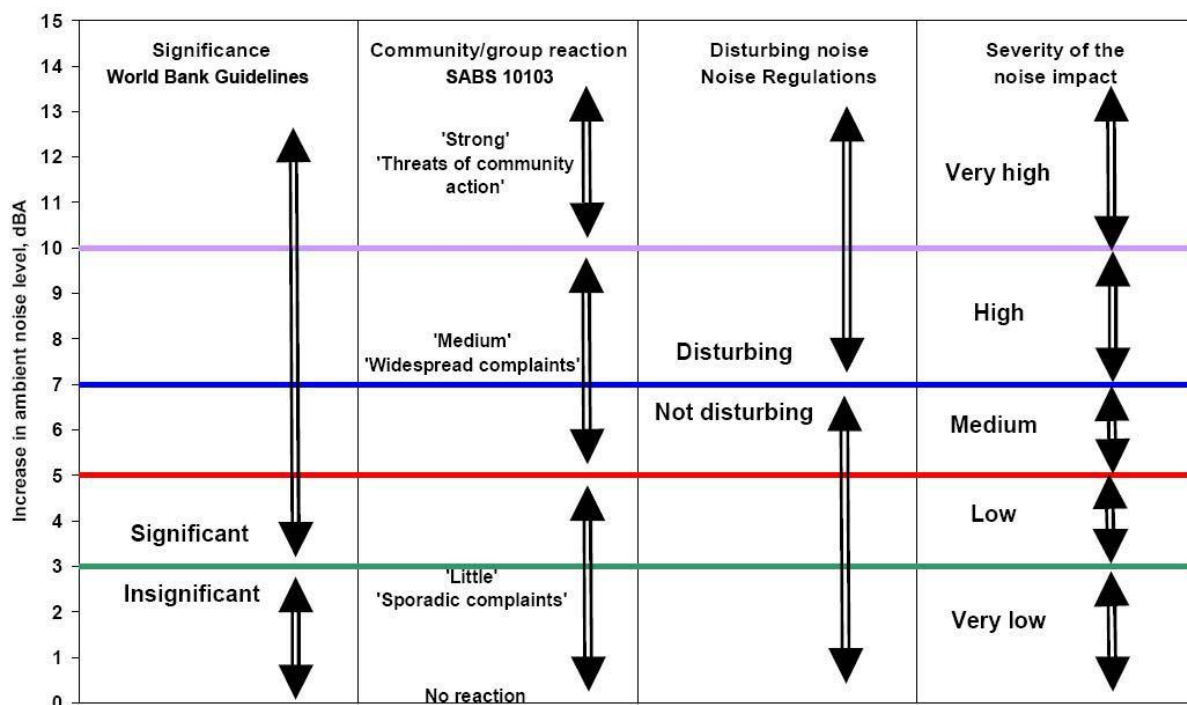 Increase in ambient noise level, dBA
15
14
13
12
11
10
9
8
7
6
5
4
3
2
1
0
Significance
World Bank Guidelines
Significant
Insignificant
Community/group reaction
SABS 10103
'Strong'
'Threats of community
action'
'Medium'
'Widespread complaints'
'Little'
'Sporadic complaints'
No reaction
Disturbing noise
Noise Regulations
Disturbing
Not disturbing
Severity of the
noise impact
Very high
High
Medium
Low
Very low